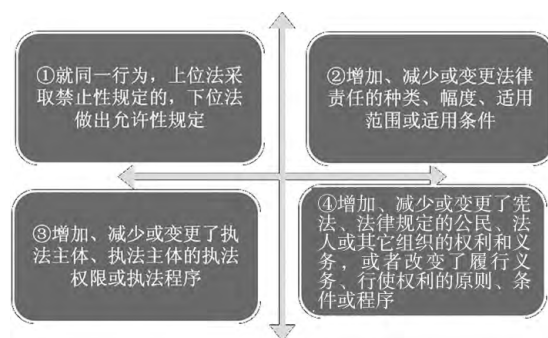 ①就同一行为，上位法采
取禁止性规定的，下位法
做出允许性规定
②增加、减少或变更法律
责任的种类、幅度、适用
范围或适用条件
③增加、减少或变更了执
法主体、执法主体的执法
权限或执法程序
④增加、减少或变更了宪
法、法律规定的公民、法
人或其它组织的权利和义
务，或者改变了履行义
务、行使权利的原则、条
件或程序